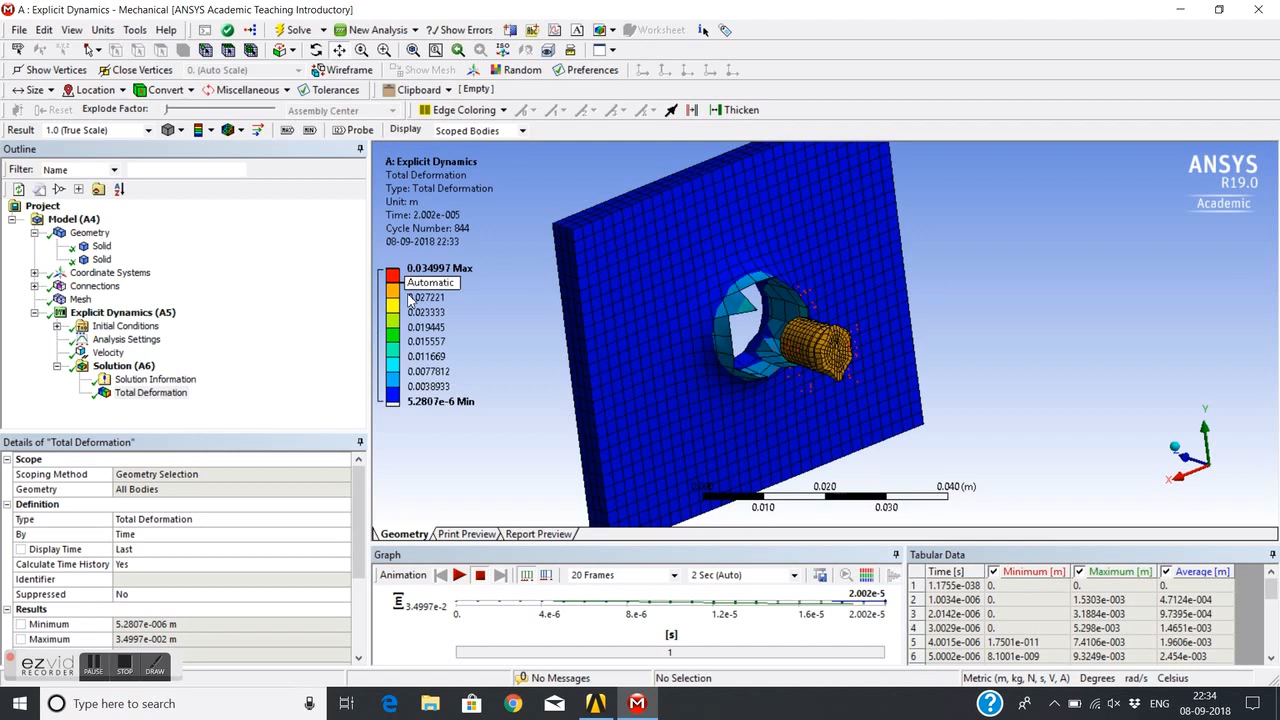 A : Explicit Dynamics - Mechanical [ANSYS Academic Teaching Introductory]
File Edit View Units Tools Help Solve New Analysis ?/ Show Errors Worksheet
Show Vertices Close Vertices 0. (Auto Scale) Wireframe Show Mesh Random Preferences
Size Location Convert Miscellaneous Tolerances Clipboard [Empty]
Reset Explode Factor: Assembly Center Edge Coloring Thicken
Result 1.0 (True Scale) MAX MIN Probe Display Scoped Bodies
Outline
Filter: Name
Project
Model (A4)
Geometry
Solid
Solid
Coordinate Systems
Connections
Mesh
Explicit Dynamics (A5)
Initial Conditions
Analysis Settings
Velocity
Solution (A6)
Solution Information
Total Deformation
Details of "Total Deformation"
Scope
Scoping Method Geometry Selection
Geometry All Bodies
Definition
Type Total Deformation
By Time
Display Time Last
Calculate Time History Yes
Identifier
Suppressed No
Results
Minimum 5.2807e-006 m
Maximum 3.4997e-002 m
ezvid
RECORDER
PAUSE STOP DRAW
A: Explicit Dynamics
Total Deformation
Type: Total Deformation
Unit: m
Time: 2.002e-005
Cycle Number: 844
08-09-2018 22:33
0.034997 Max
Automatic
0.027221
0.023333
0.019445
0.015557
0.011669
0.0077812
0.0038933
5.2807e-6 Min
ANSYS
R19.0
Academic
Y
X
0.020 0.040 (m)
0.010 0.030
Geometry Print Preview Report Preview
Graph
Animation 20 Frames 2 Sec (Auto)
2.002e-5
[m] 3.4997e-2
0. 4.e-6 8.e-6 1.2e-5 1.6e-5 2.002e-5
[s]
1
Tabular Data
Time [s] Minimum [m] Maximum [m] Average [m]
1 1.1755e-038 0. 0. 0.
2 1.0034e-006 0. 1.5303e-003 4.7124e-004
3 2.0142e-006 0. 3.1884e-003 9.7395e-004
4 3.0029e-006 0. 5.298e-003 1.4651e-003
5 4.0015e-006 1.7501e-011 7.4106e-003 1.9606e-003
6 5.0002e-006 8.1001e-009 9.3249e-003 2.454e-003
0 No Messages No Selection Metric (m, kg, N, s, V, A) Degrees rad/s Celsius
Type here to search
ENG
22:34
08-09-2018